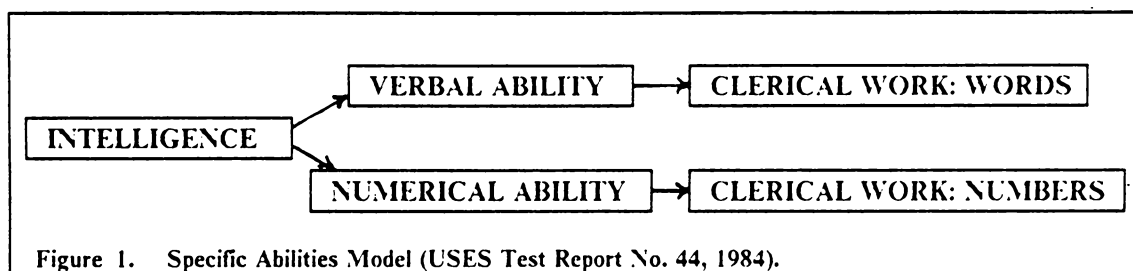 VERBAL ABILITY
CLERICAL WORK: WORDS
INTELLIGENCE
NUMERICAL ABILITY
CLERICAL WORK: NUMBERS
Figure 1. Specific Abilities Model (USES Test Report No. 44, 1984).